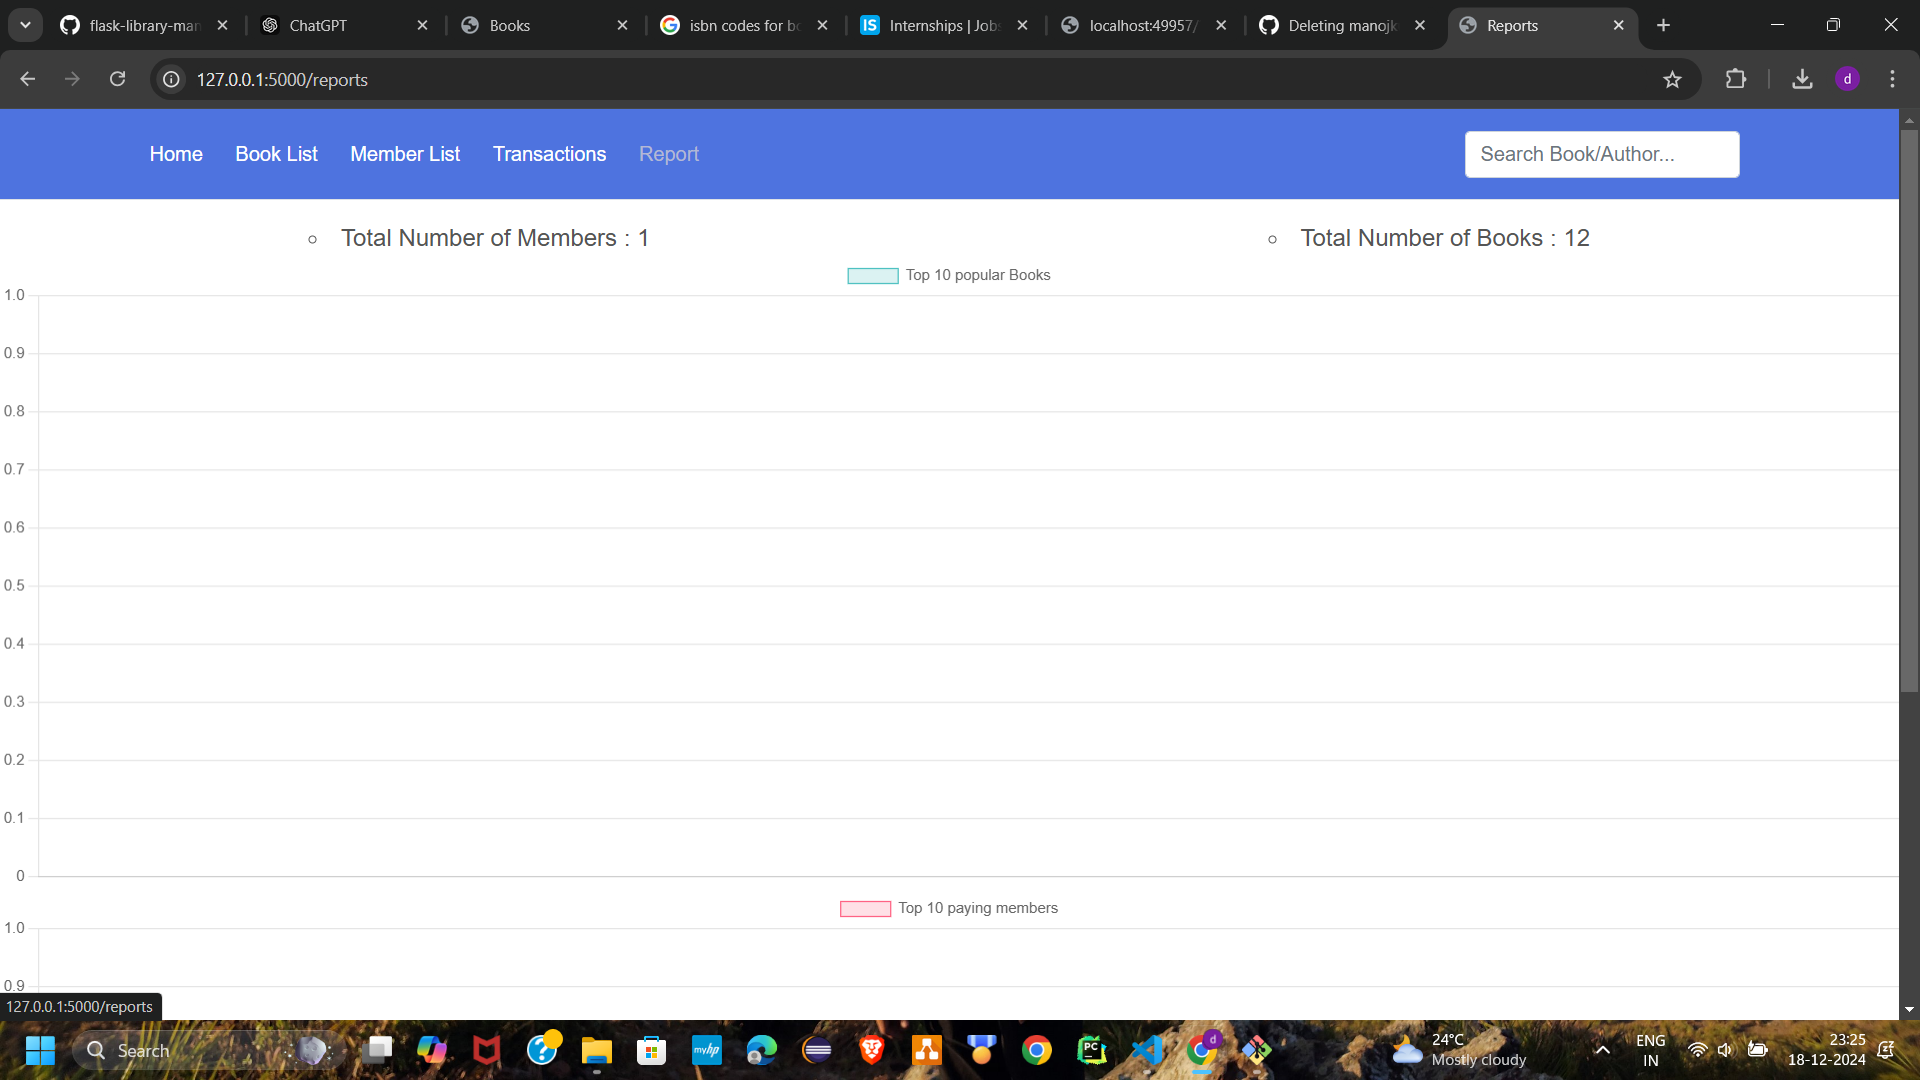 flask-library-man
ChatGPT
Books
isbn codes for bo
IS
Internships | Jobs
localhost:49957/
Deleting manojk
Reports
127.0.0.1:5000/reports
d
Home
Book List
Member List
Transactions
Report
Search Book/Author...
Total Number of Members : 1
Total Number of Books : 12
Top 10 popular Books
1.0
0.9
0.8
0.7
0.6
0.5
0.4
0.3
0.2
0.1
0
Top 10 paying members
1.0
0.9
127.0.0.1:5000/reports
Search
myhp
PC
d
24°C
Mostly cloudy
ENG
IN
23:25
18-12-2024